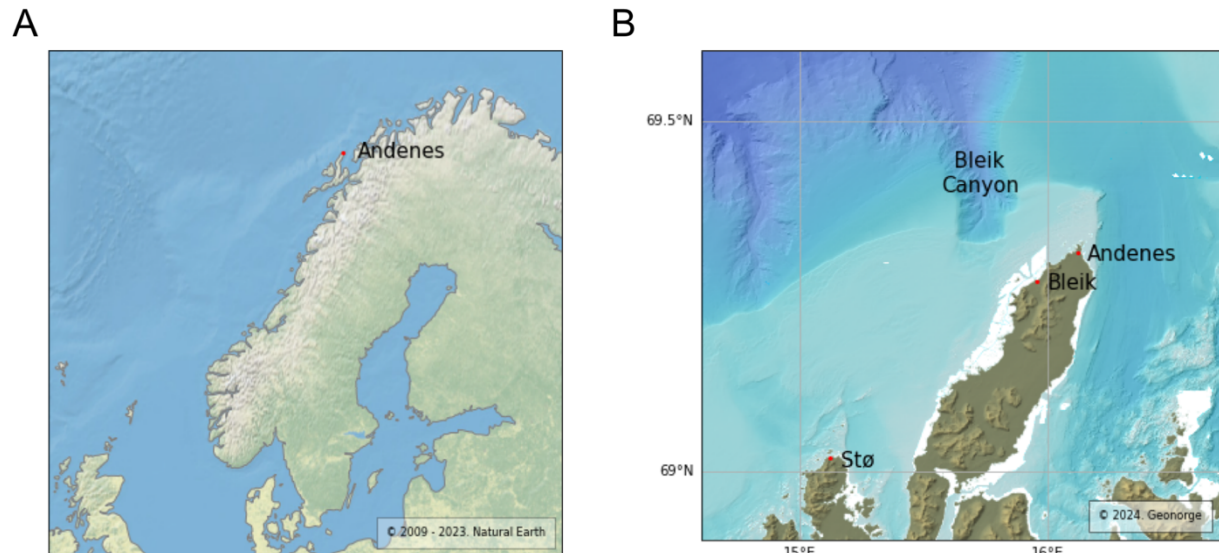 A
B
Andenes
69.5°N
Bleik
Canyon
Andenes
Bleik
Stø
69°N
© 2009 - 2023. Natural Earth
© 2024. Geonorge
15°E
16°E